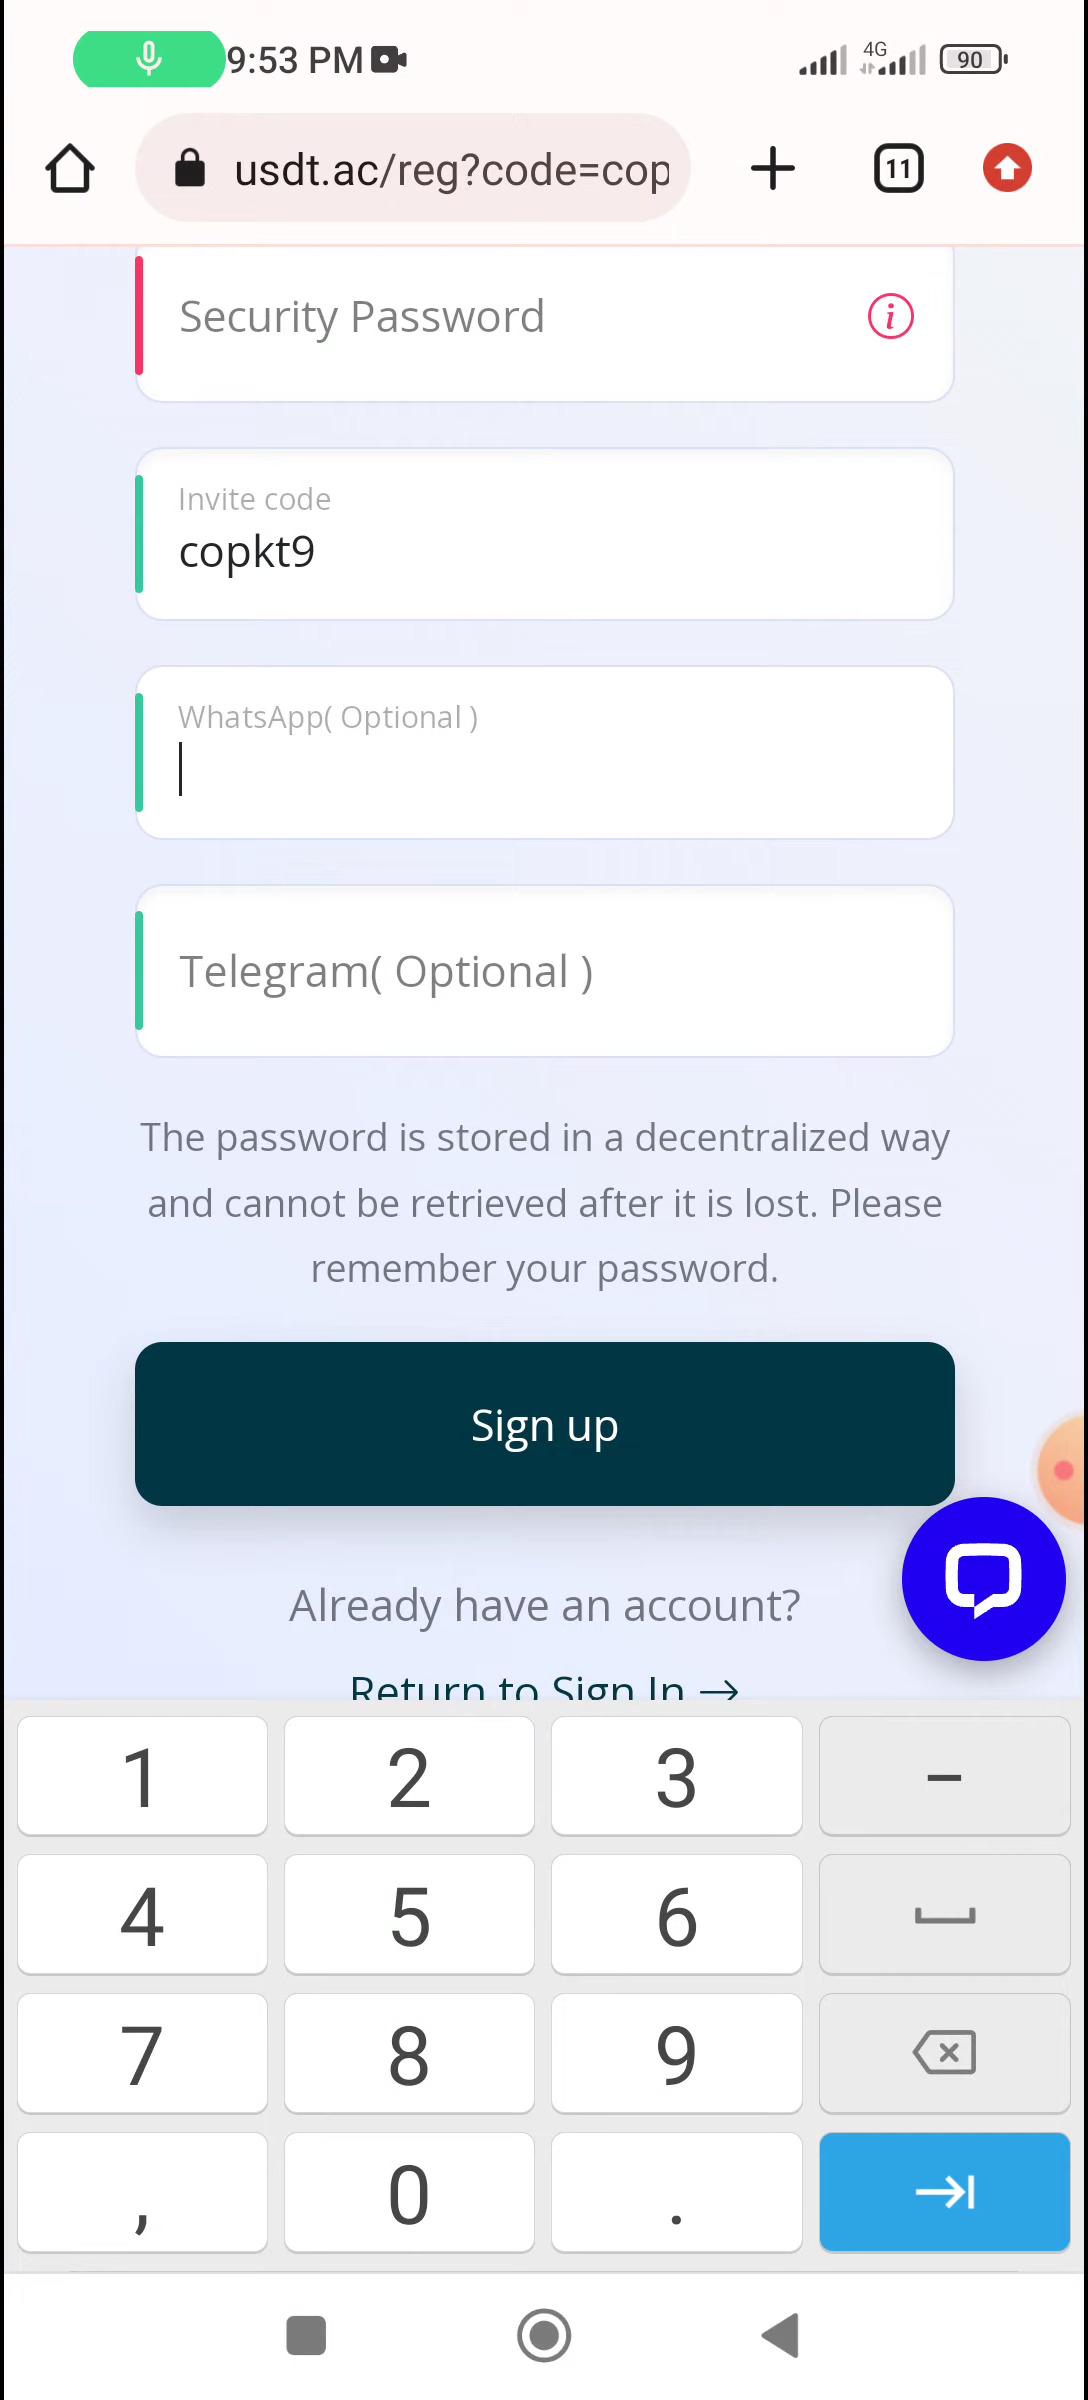 9:53 PM
4G
90
usdt.ac/reg?code=cop
11
Security Password
Invite code
copkt9
WhatsApp( Optional )
Telegram( Optional )
The password is stored in a decentralized way
and cannot be retrieved after it is lost. Please
remember your password.
Sign up
Already have an account?
Return to Sign In →
1 2 3 –
4 5 6
7 8 9
, 0 .